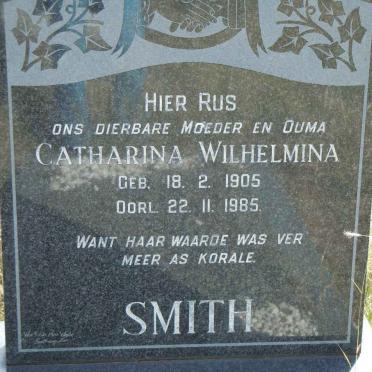 HIER RUS
ONS DIERBARE MOEDER EN OUMA
CATHARINA WILHELMINA
GEB. 18. 2. 1905
OORL. 22. 11. 1985.
WANT HAAR WAARDE WAS VER
MEER AS KORALE.
SMITH